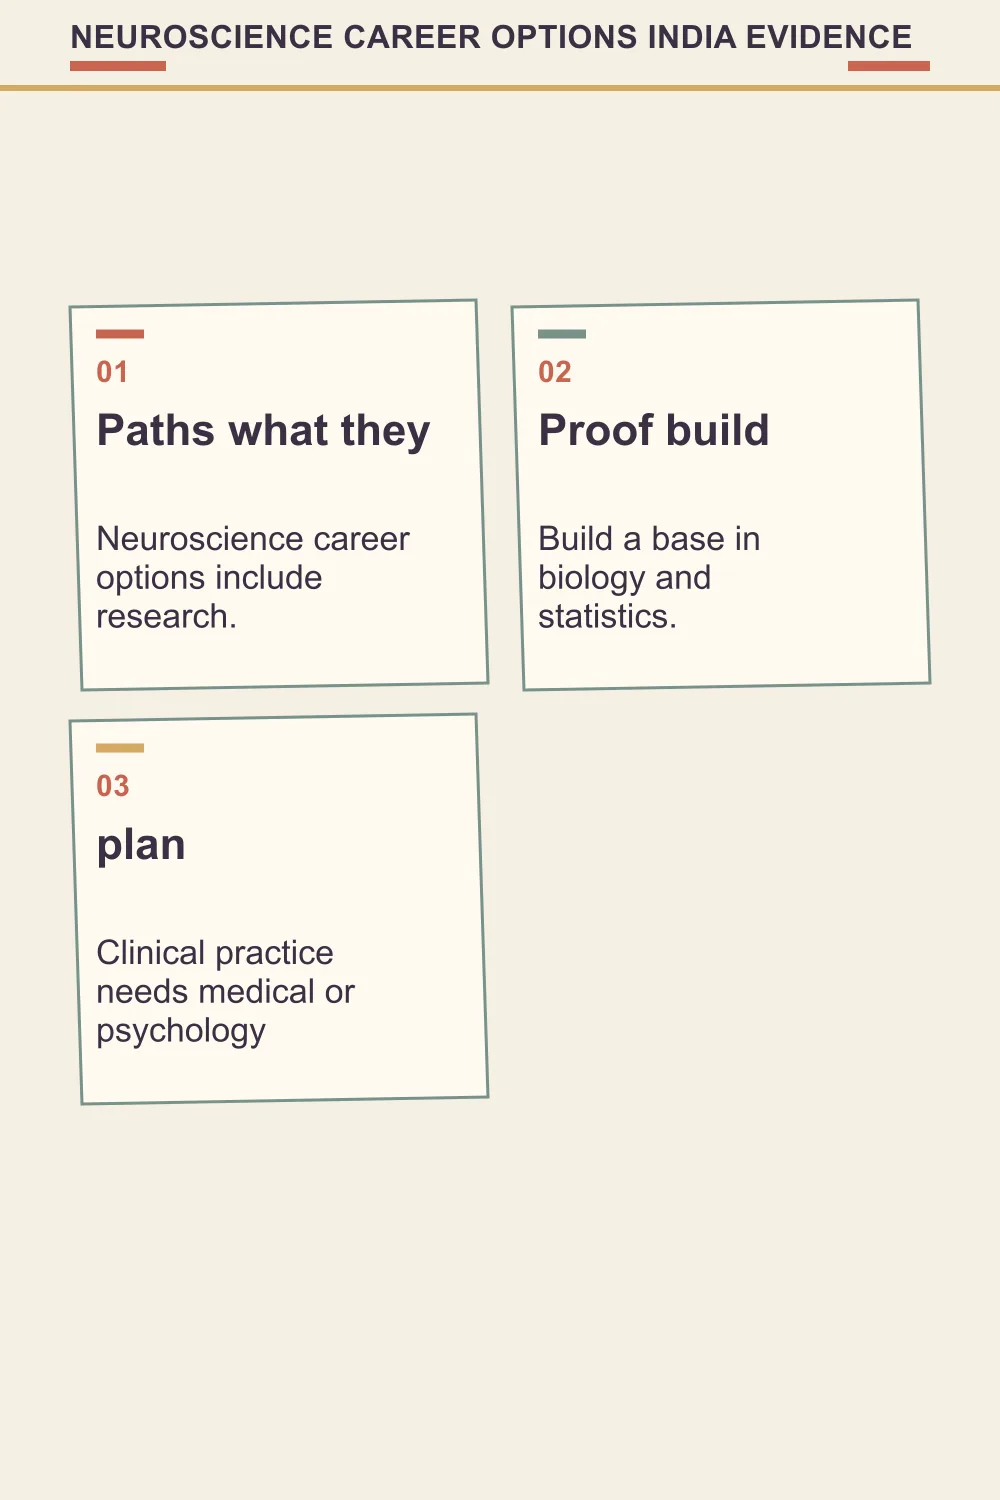 NEUROSCIENCE CAREER OPTIONS INDIA EVIDENCE
01
Paths what they
Neuroscience career
options include
research.
02
Proof build
Build a base in
biology and
statistics.
03
plan
Clinical practice
needs medical or
psychology